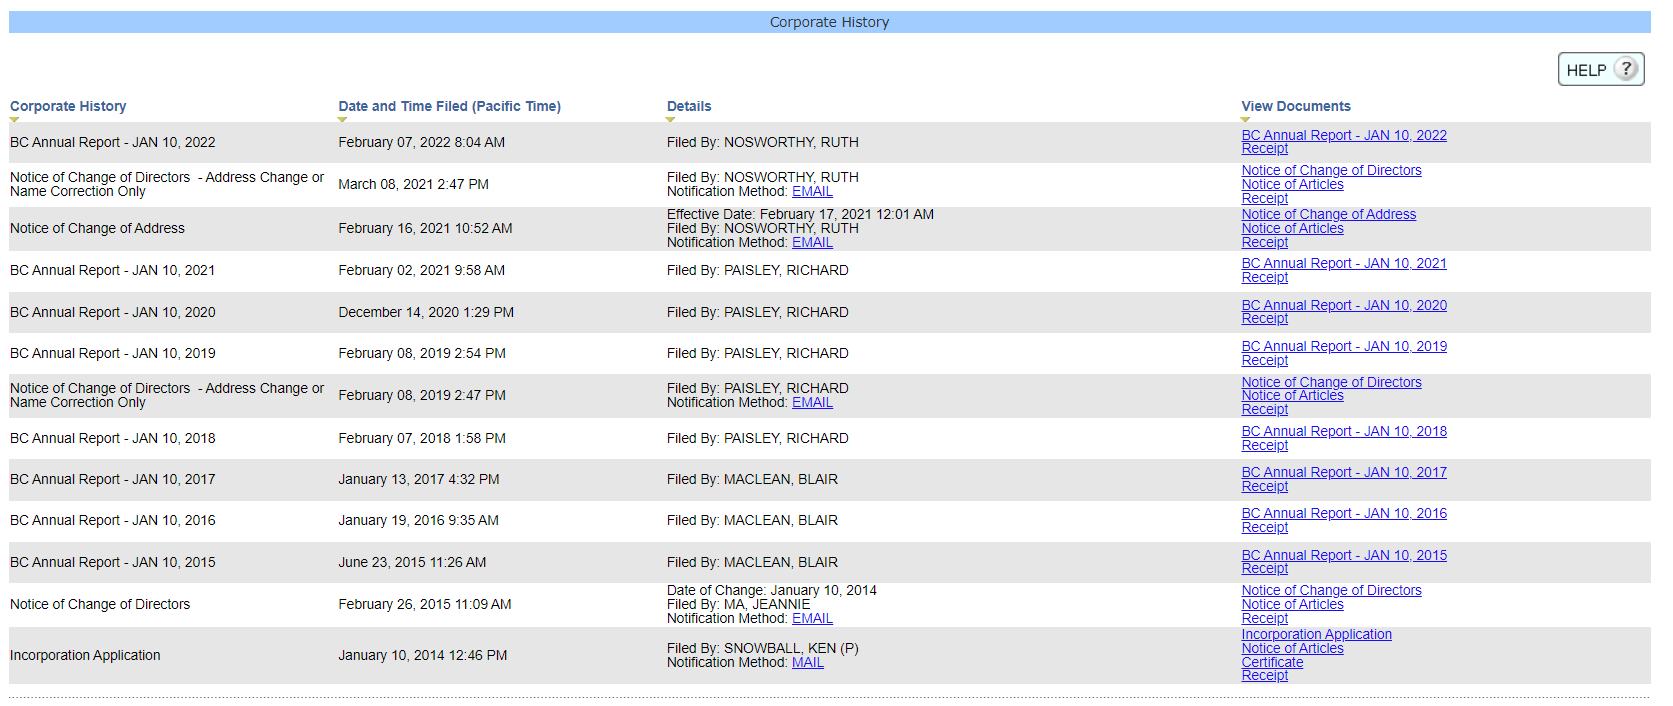 Corporate History
HELP ?
Corporate History Date and Time Filed (Pacific Time) Details View Documents
BC Annual Report - JAN 10, 2022 February 07, 2022 8:04 AM Filed By: NOSWORTHY, RUTH BC Annual Report - JAN 10, 2022
Receipt
Notice of Change of Directors  - Address Change or
Name Correction Only
March 08, 2021 2:47 PM
Filed By: NOSWORTHY, RUTH
Notification Method: EMAIL
Notice of Change of Directors
Notice of Articles
Receipt
Notice of Change of Address
February 16, 2021 10:52 AM
Effective Date: February 17, 2021 12:01 AM
Filed By: NOSWORTHY, RUTH
Notification Method: EMAIL
Notice of Change of Address
Notice of Articles
Receipt
BC Annual Report - JAN 10, 2021 February 02, 2021 9:58 AM Filed By: PAISLEY, RICHARD BC Annual Report - JAN 10, 2021
Receipt
BC Annual Report - JAN 10, 2020 December 14, 2020 1:29 PM Filed By: PAISLEY, RICHARD BC Annual Report - JAN 10, 2020
Receipt
BC Annual Report - JAN 10, 2019 February 08, 2019 2:54 PM Filed By: PAISLEY, RICHARD BC Annual Report - JAN 10, 2019
Receipt
Notice of Change of Directors  - Address Change or
Name Correction Only
February 08, 2019 2:47 PM
Filed By: PAISLEY, RICHARD
Notification Method: EMAIL
Notice of Change of Directors
Notice of Articles
Receipt
BC Annual Report - JAN 10, 2018 February 07, 2018 1:58 PM Filed By: PAISLEY, RICHARD BC Annual Report - JAN 10, 2018
Receipt
BC Annual Report - JAN 10, 2017 January 13, 2017 4:32 PM Filed By: MACLEAN, BLAIR BC Annual Report - JAN 10, 2017
Receipt
BC Annual Report - JAN 10, 2016 January 19, 2016 9:35 AM Filed By: MACLEAN, BLAIR BC Annual Report - JAN 10, 2016
Receipt
BC Annual Report - JAN 10, 2015 June 23, 2015 11:26 AM Filed By: MACLEAN, BLAIR BC Annual Report - JAN 10, 2015
Receipt
Notice of Change of Directors
February 26, 2015 11:09 AM
Date of Change: January 10, 2014
Filed By: MA, JEANNIE
Notification Method: EMAIL
Notice of Change of Directors
Notice of Articles
Receipt
Incorporation Application
January 10, 2014 12:46 PM
Filed By: SNOWBALL, KEN (P)
Notification Method: MAIL
Incorporation Application
Notice of Articles
Certificate
Receipt